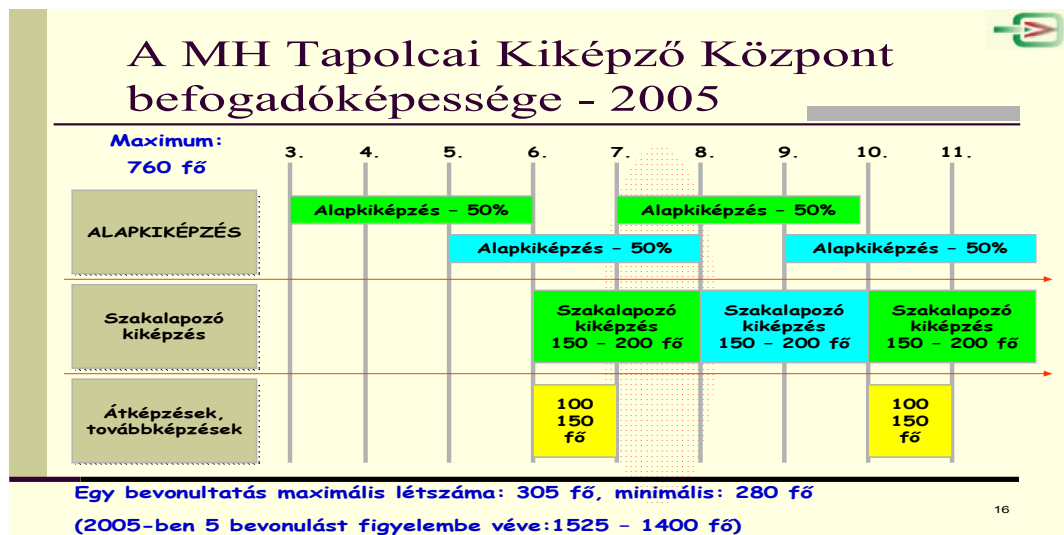 A MH Tapolcai Kiképző Központ
befogadóképessége - 2005
Maximum:
760 fő
3. 4. 5. 6. 7. 8. 9. 10. 11.
ALAPKIKÉPZÉS
Alapkiképzés – 50%
Alapkiképzés – 50%
Alapkiképzés – 50%
Alapkiképzés – 50%
Szakalapozó
kiképzés
Szakalapozó
kiképzés
150 – 200 fő
Szakalapozó
kiképzés
150 – 200 fő
Szakalapozó
kiképzés
150 – 200 fő
Átképzések,
továbbképzések
100
150
fő
100
150
fő
Egy bevonultatás maximális létszáma: 305 fő, minimális: 280 fő
(2005-ben 5 bevonulást figyelembe véve:1525 – 1400 fő)
16